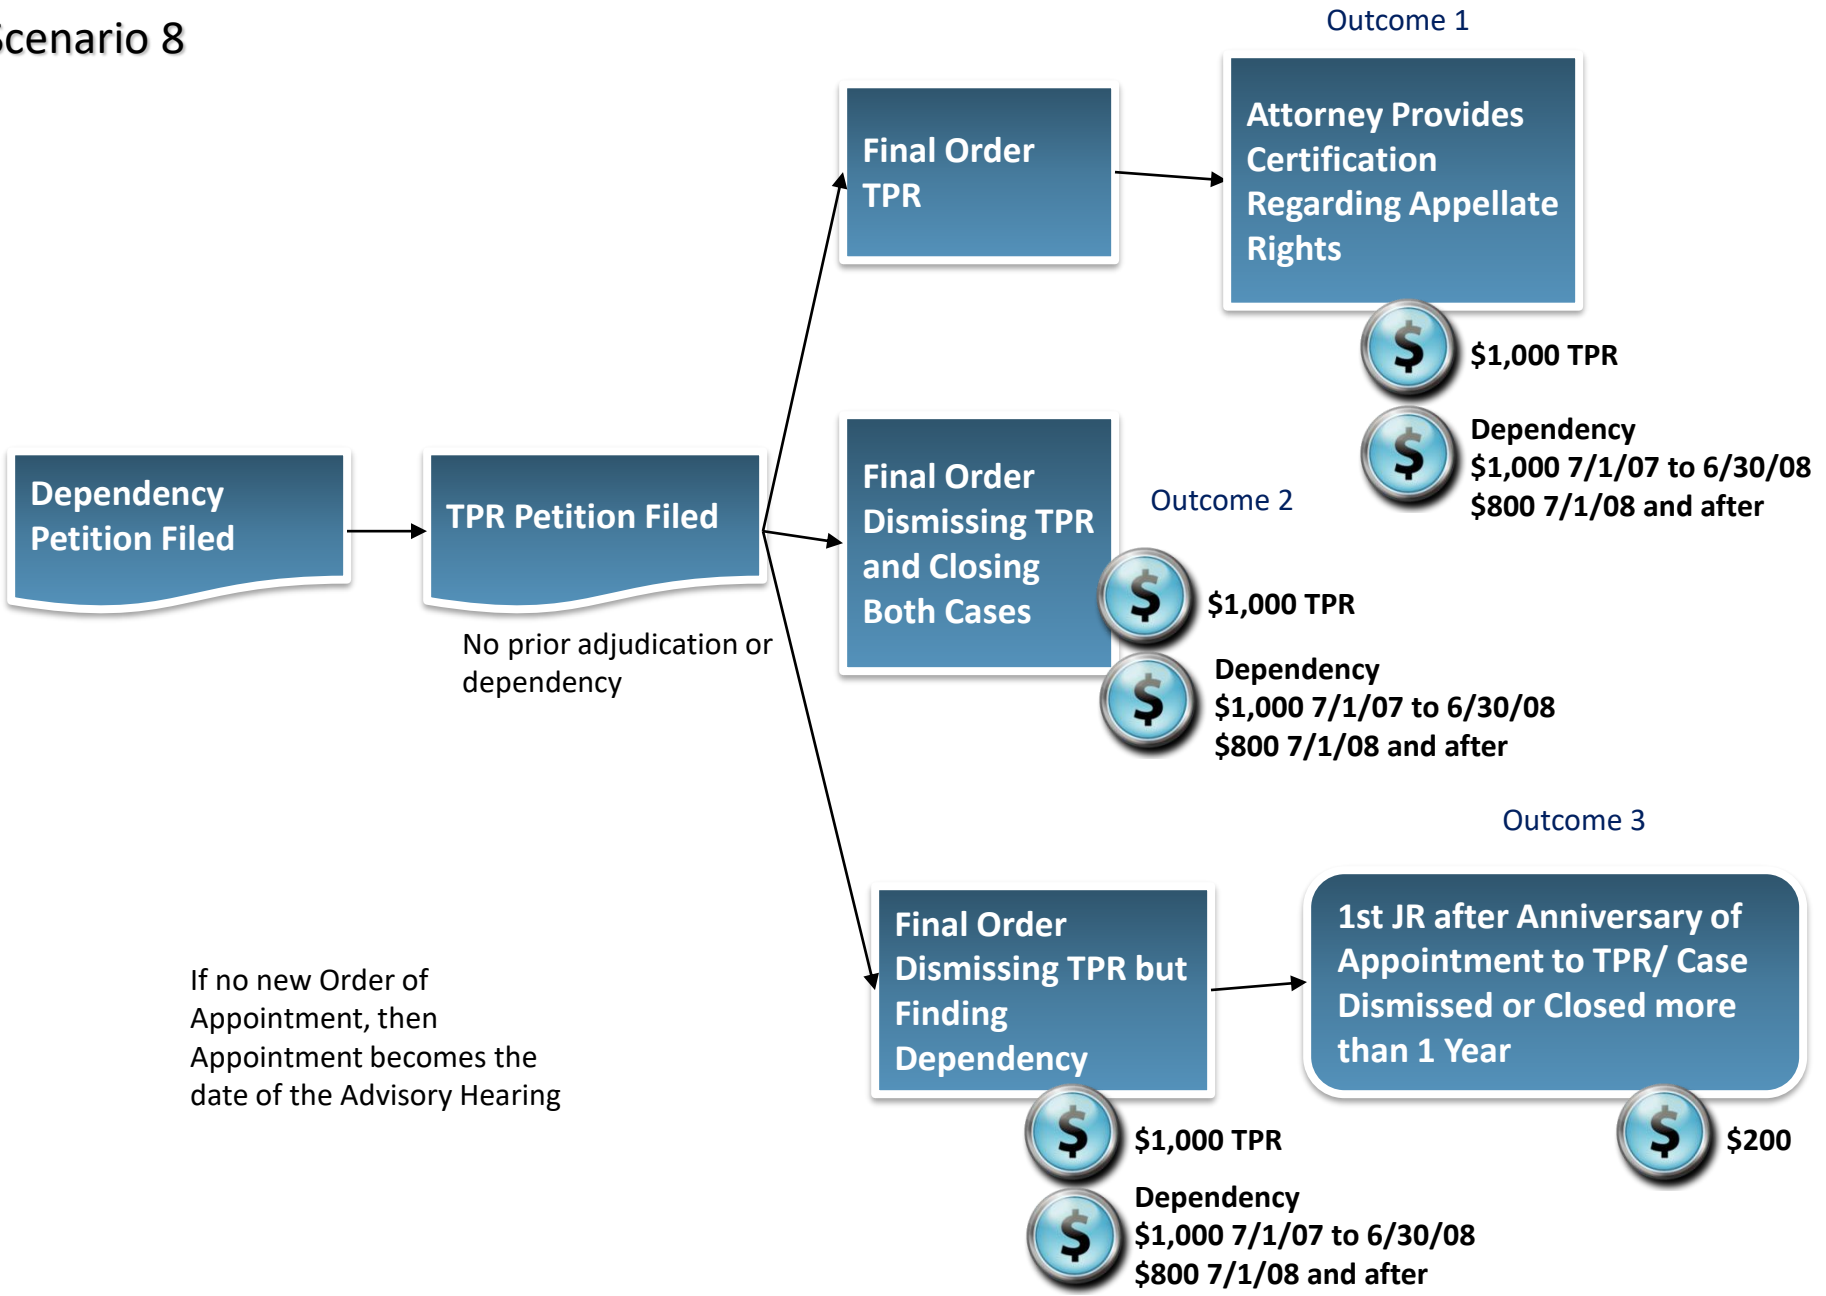 Scenario 8
Outcome 1
Final Order
TPR
Attorney Provides
Certification
Regarding Appellate
Rights
$ $1,000 TPR
$ Dependency
$1,000 7/1/07 to 6/30/08
$800 7/1/08 and after
Dependency
Petition Filed
TPR Petition Filed
No prior adjudication or
dependency
Final Order
Dismissing TPR
and Closing
Both Cases
Outcome 2
$ $1,000 TPR
$ Dependency
$1,000 7/1/07 to 6/30/08
$800 7/1/08 and after
Outcome 3
Final Order
Dismissing TPR but
Finding
Dependency
1st JR after Anniversary of
Appointment to TPR/ Case
Dismissed or Closed more
than 1 Year
$ $1,000 TPR
$ Dependency
$1,000 7/1/07 to 6/30/08
$800 7/1/08 and after
$ $200
If no new Order of
Appointment, then
Appointment becomes the
date of the Advisory Hearing